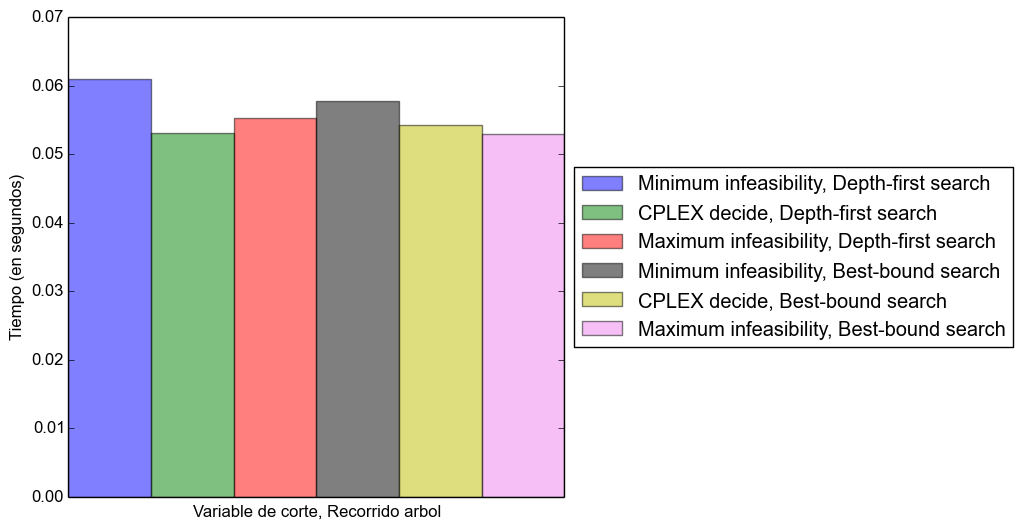 0.07
0.06
0.05
0.04
0.03
0.02
0.01
0.00
Tiempo (en segundos)
Variable de corte, Recorrido arbol
Minimum infeasibility, Depth-first search
CPLEX decide, Depth-first search
Maximum infeasibility, Depth-first search
Minimum infeasibility, Best-bound search
CPLEX decide, Best-bound search
Maximum infeasibility, Best-bound search